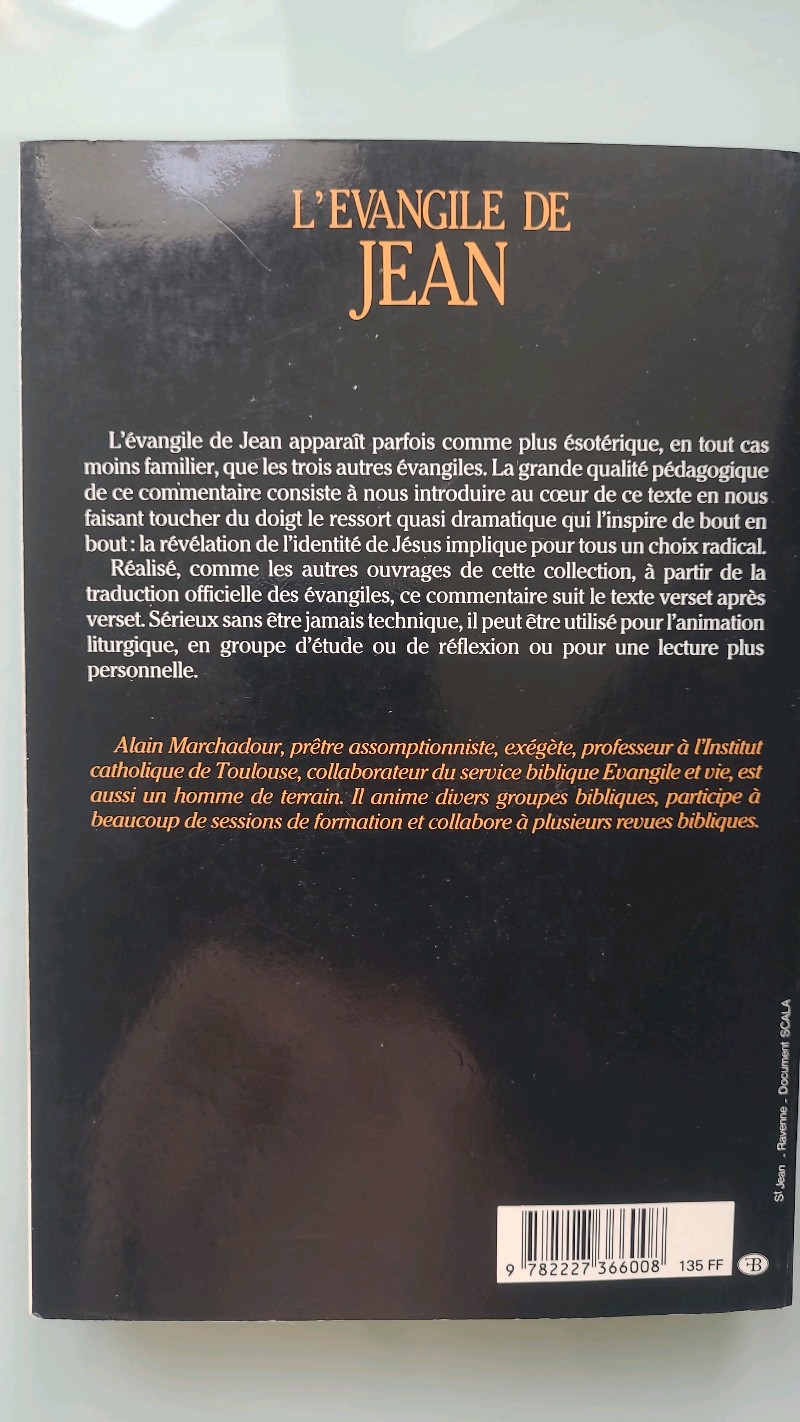 L'EVANGILE DE
JEAN
L'évangile de Jean apparaît parfois comme plus ésotérique, en tout cas
moins familier, que les trois autres évangiles. La grande qualité pédagogique
de ce commentaire consiste à nous introduire au cœur de ce texte en nous
faisant toucher du doigt le ressort quasi dramatique qui l'inspire de bout en
bout : la révélation de l'identité de Jésus implique pour tous un choix radical.
Réalisé, comme les autres ouvrages de cette collection, à partir de la
traduction officielle des évangiles, ce commentaire suit le texte verset après
verset. Sérieux sans être jamais technique, il peut être utilisé pour l'animation
liturgique, en groupe d'étude ou de réflexion ou pour une lecture plus
personnelle.
Alain Marchadour, prêtre assomptionniste, exégète, professeur à l'Institut
catholique de Toulouse, collaborateur du service biblique Evangile et vie, est
aussi un homme de terrain. Il anime divers groupes bibliques, participe à
beaucoup de sessions de formation et collabore à plusieurs revues bibliques.
St Jean - Ravenne - Document SCALA
9 782227 366008 135 FF